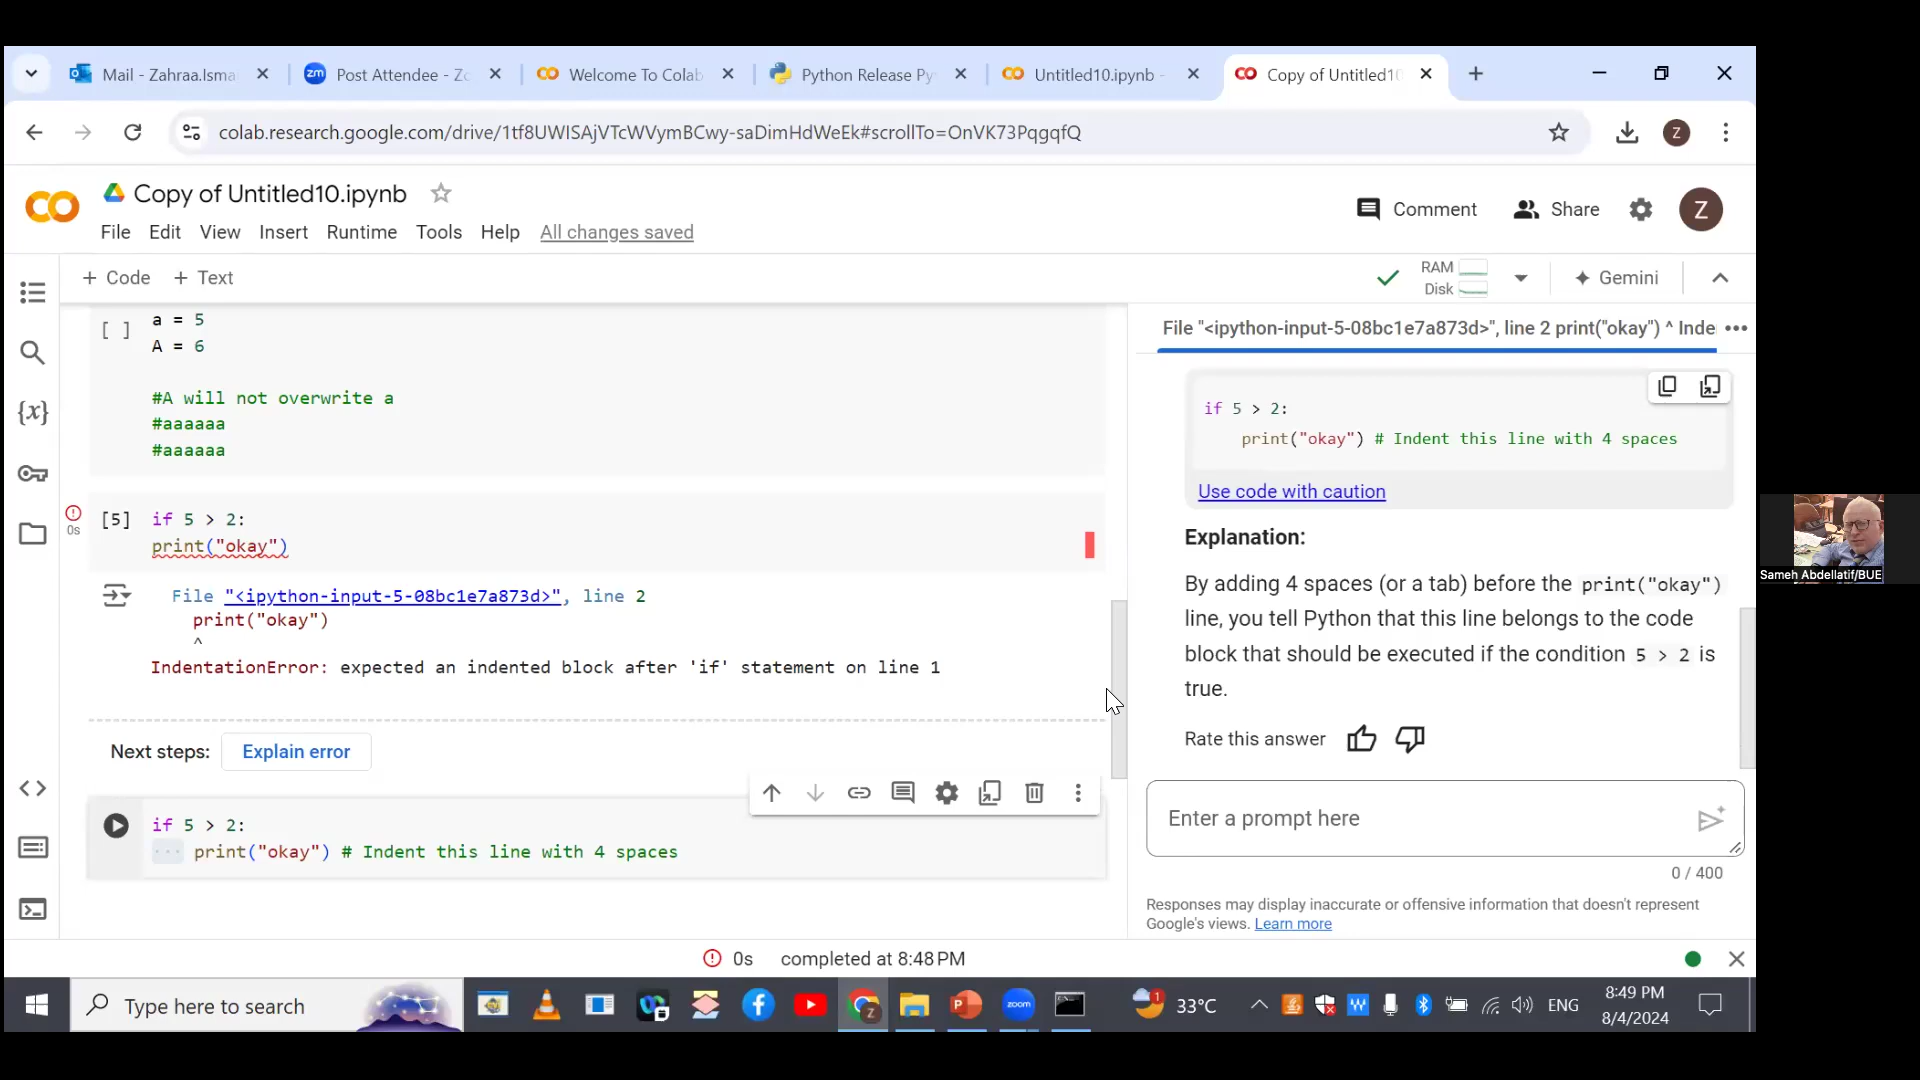 Mail - Zahraa.Isma
zm Post Attendee - Zo
Welcome To Colab
Python Release Py
Untitled10.ipynb -
Copy of Untitled10
colab.research.google.com/drive/1tf8UWISAjVTcWVymBCwy-saDimHdWeEk#scrollTo=OnVK73PqgqfQ
Z
Copy of Untitled10.ipynb
Comment
Share
Z
File Edit View Insert Runtime Tools Help All changes saved
+ Code + Text
RAM
Disk
Gemini
[ ] a = 5
A = 6
#A will not overwrite a
#aaaaaa
#aaaaaa
0s
[5] if 5 > 2:
print("okay")
File "<ipython-input-5-08bc1e7a873d>", line 2
print("okay")
^
IndentationError: expected an indented block after 'if' statement on line 1
Next steps: Explain error
if 5 > 2:
print("okay") # Indent this line with 4 spaces
File "<ipython-input-5-08bc1e7a873d>", line 2 print("okay") ^ Inde
if 5 > 2:
print("okay") # Indent this line with 4 spaces
Use code with caution
Explanation:
By adding 4 spaces (or a tab) before the print("okay")
line, you tell Python that this line belongs to the code
block that should be executed if the condition 5 > 2 is
true.
Rate this answer
Enter a prompt here
0 / 400
Responses may display inaccurate or offensive information that doesn't represent
Google's views. Learn more
0s completed at 8:48 PM
Sameh Abdellatif/BUE
Type here to search
zoom
1
33°C
ENG
8:49 PM
8/4/2024